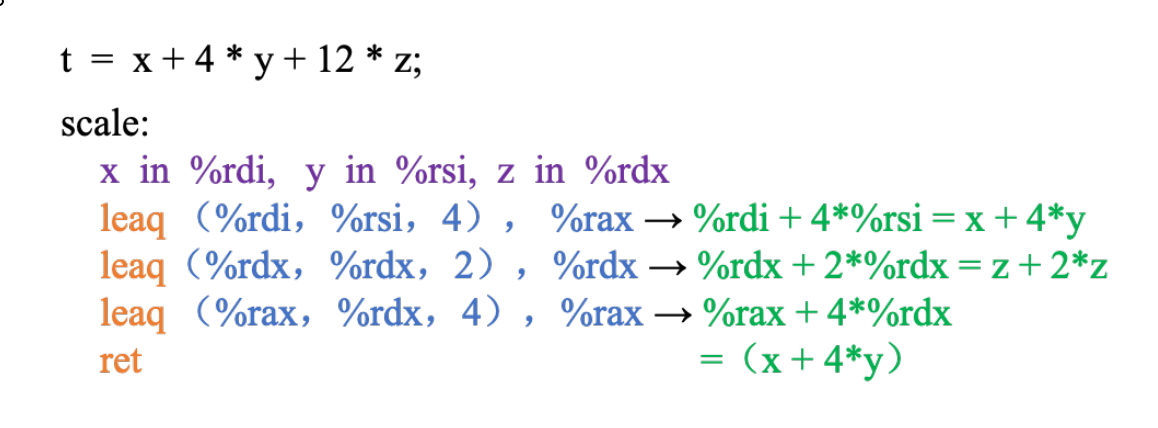 t = x + 4 * y + 12 * z;
scale:
x in %rdi, y in %rsi, z in %rdx
leaq （%rdi， %rsi， 4）， %rax → %rdi + 4*%rsi = x + 4*y
leaq （%rdx， %rdx， 2）， %rdx → %rdx + 2*%rdx = z + 2*z
leaq （%rax， %rdx， 4）， %rax → %rax + 4*%rdx
ret = （x + 4*y）